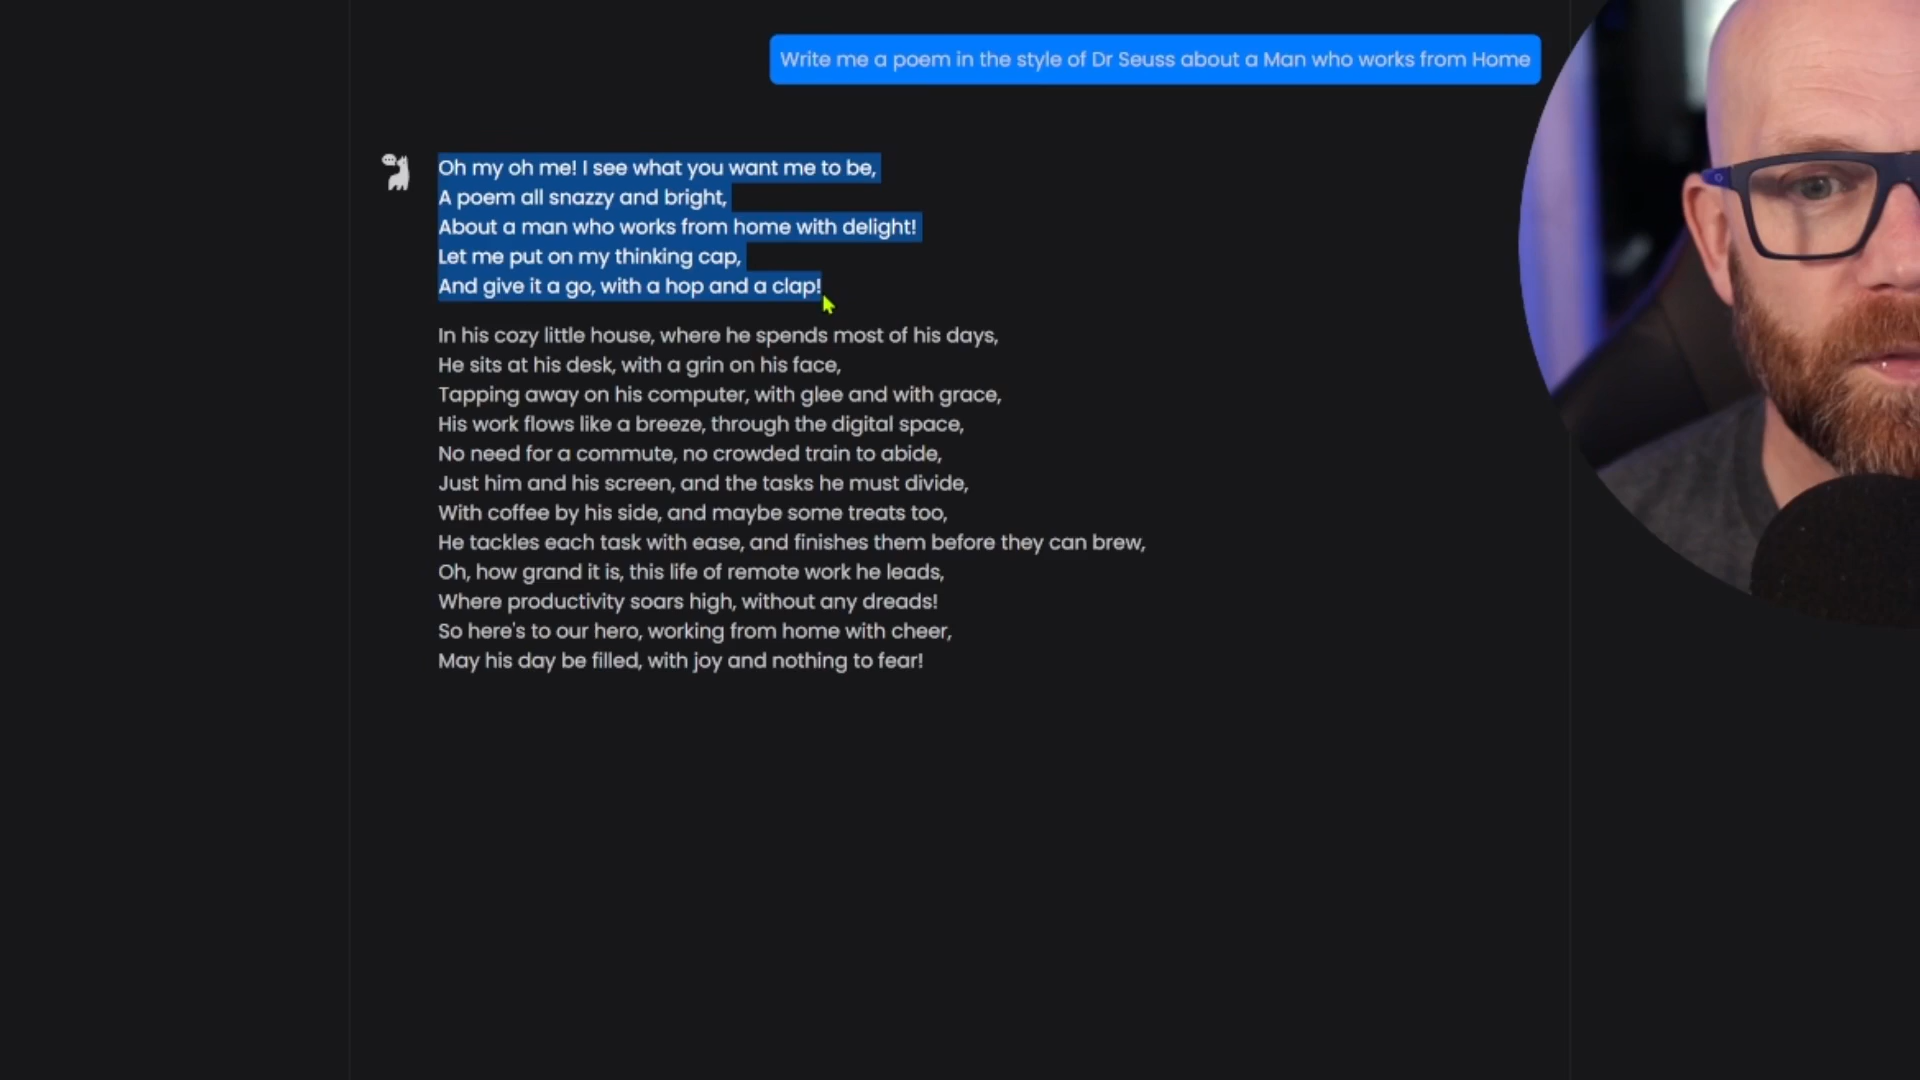 Write me a poem in the style of Dr Seuss about a Man who works from Home
Oh my oh me! I see what you want me to be,
A poem all snazzy and bright,
About a man who works from home with delight!
Let me put on my thinking cap,
And give it a go, with a hop and a clap!
In his cozy little house, where he spends most of his days,
He sits at his desk, with a grin on his face,
Tapping away on his computer, with glee and with grace,
His work flows like a breeze, through the digital space,
No need for a commute, no crowded train to abide,
Just him and his screen, and the tasks he must divide,
With coffee by his side, and maybe some treats too,
He tackles each task with ease, and finishes them before they can brew,
Oh, how grand it is, this life of remote work he leads,
Where productivity soars high, without any dreads!
So here's to our hero, working from home with cheer,
May his day be filled, with joy and nothing to fear!